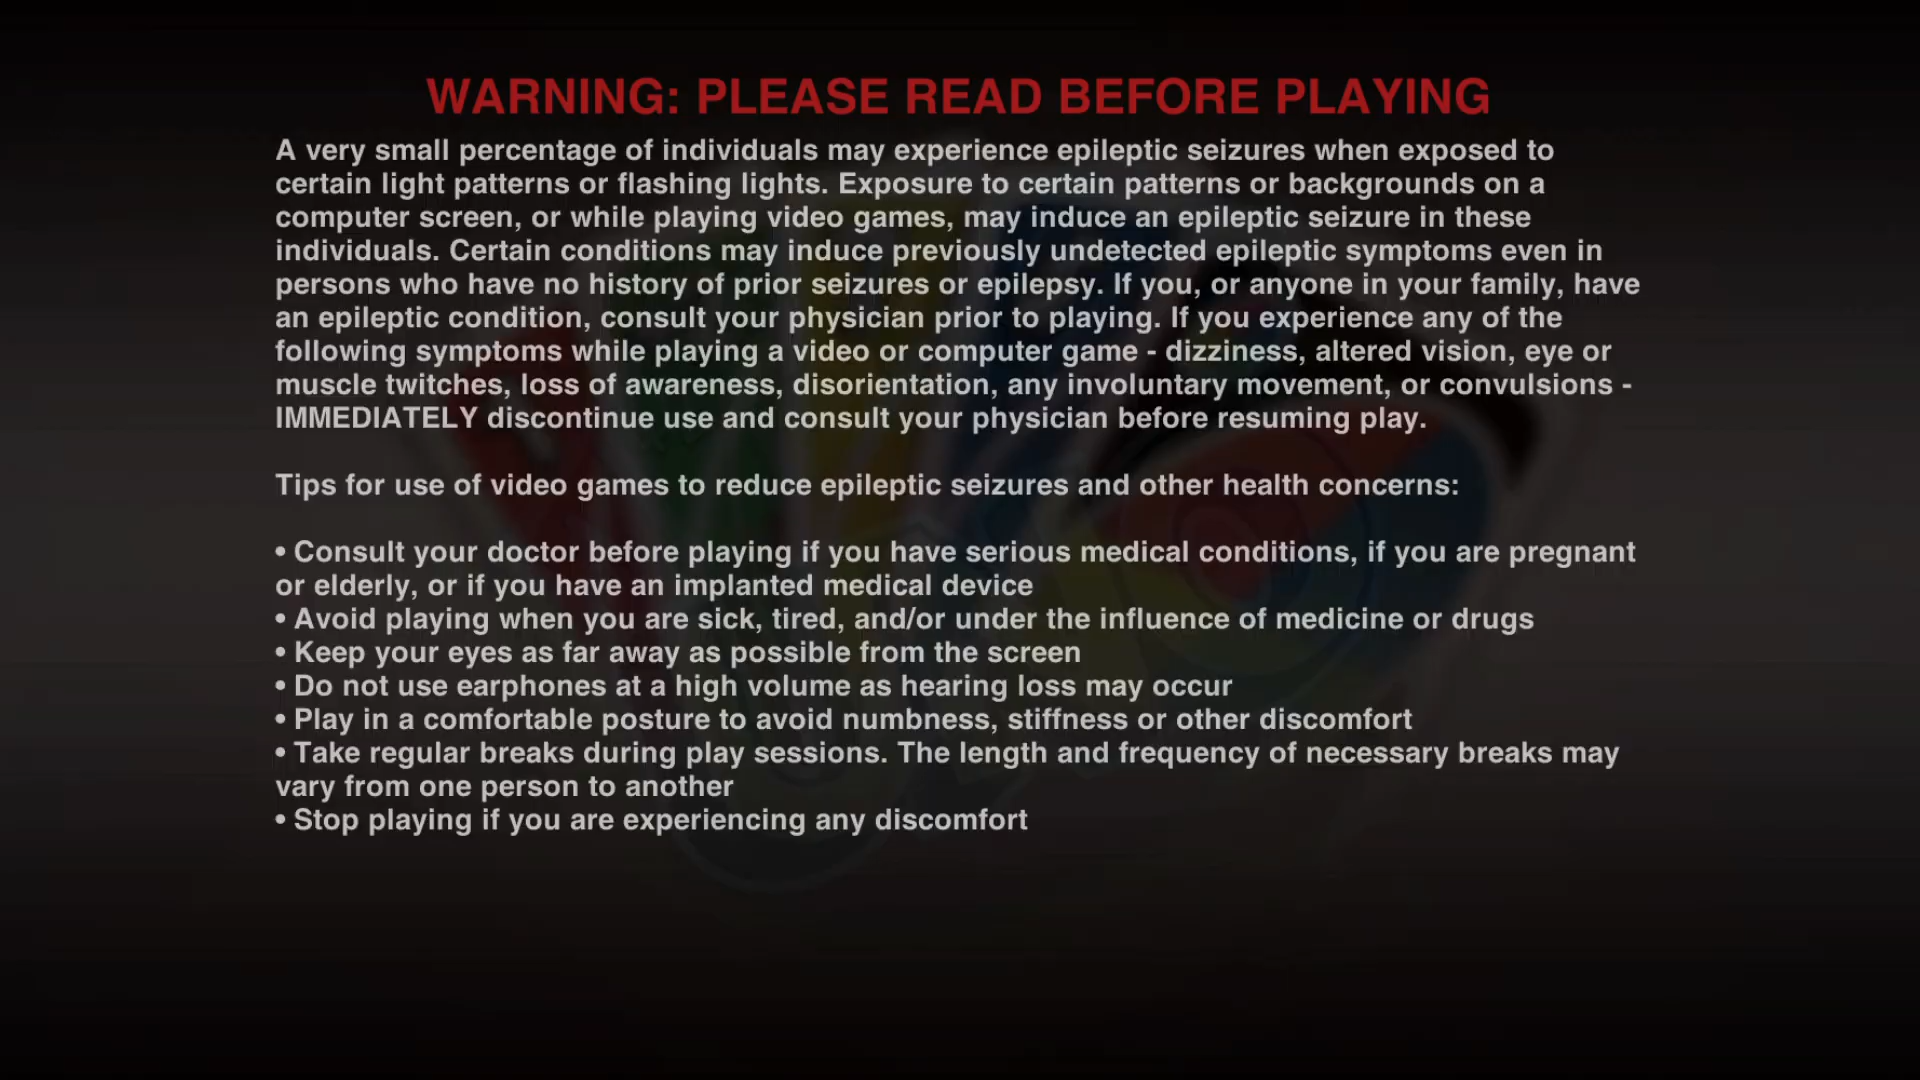 WARNING: PLEASE READ BEFORE PLAYING
A very small percentage of individuals may experience epileptic seizures when exposed to
certain light patterns or flashing lights. Exposure to certain patterns or backgrounds on a
computer screen, or while playing video games, may induce an epileptic seizure in these
individuals. Certain conditions may induce previously undetected epileptic symptoms even in
persons who have no history of prior seizures or epilepsy. If you, or anyone in your family, have
an epileptic condition, consult your physician prior to playing. If you experience any of the
following symptoms while playing a video or computer game - dizziness, altered vision, eye or
muscle twitches, loss of awareness, disorientation, any involuntary movement, or convulsions -
IMMEDIATELY discontinue use and consult your physician before resuming play.
Tips for use of video games to reduce epileptic seizures and other health concerns:
• Consult your doctor before playing if you have serious medical conditions, if you are pregnant
or elderly, or if you have an implanted medical device
• Avoid playing when you are sick, tired, and/or under the influence of medicine or drugs
• Keep your eyes as far away as possible from the screen
• Do not use earphones at a high volume as hearing loss may occur
• Play in a comfortable posture to avoid numbness, stiffness or other discomfort
• Take regular breaks during play sessions. The length and frequency of necessary breaks may
vary from one person to another
• Stop playing if you are experiencing any discomfort